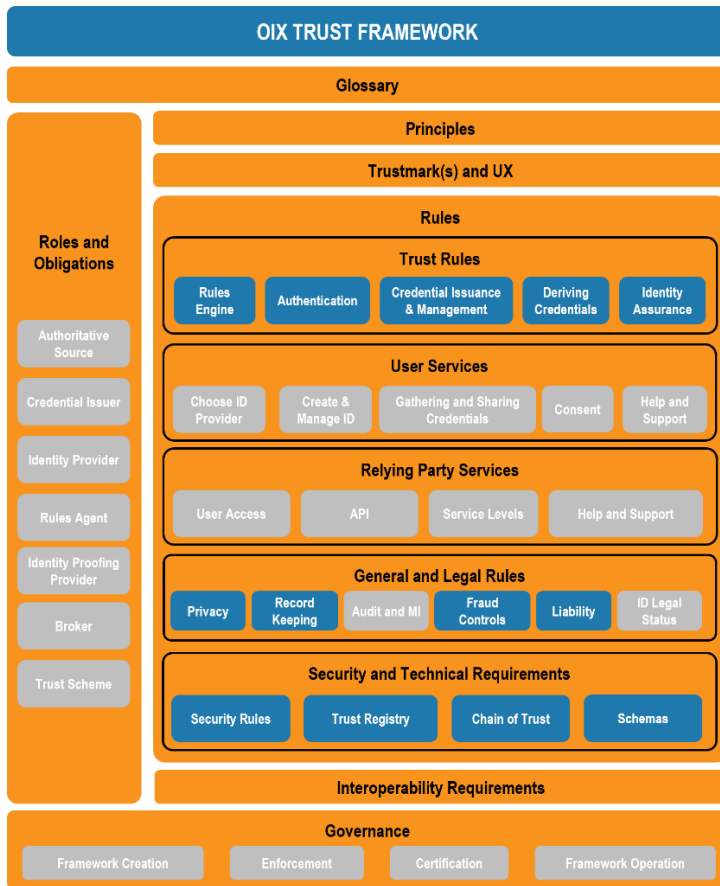 OIX TRUST FRAMEWORK
Glossary
Roles and
Obligations
Authoritative
Source
Credential Issuer
Identity Provider
Rules Agent
Identity Proofing
Provider
Broker
Trust Scheme
Principles
Trustmark(s) and UX
Rules
Trust Rules
Rules
Engine
Authentication
Credential Issuance
& Management
Deriving
Credentials
Identity
Assurance
User Services
Choose ID
Provider
Create &
Manage ID
Gathering and Sharing
Credentials
Consent
Help and
Support
Relying Party Services
User Access
API
Service Levels
Help and Support
General and Legal Rules
Privacy
Record
Keeping
Audit and MI
Fraud
Controls
Liability
ID Legal
Status
Security and Technical Requirements
Security Rules
Trust Registry
Chain of Trust
Schemas
Interoperability Requirements
Governance
Framework Creation
Enforcement
Certification
Framework Operation